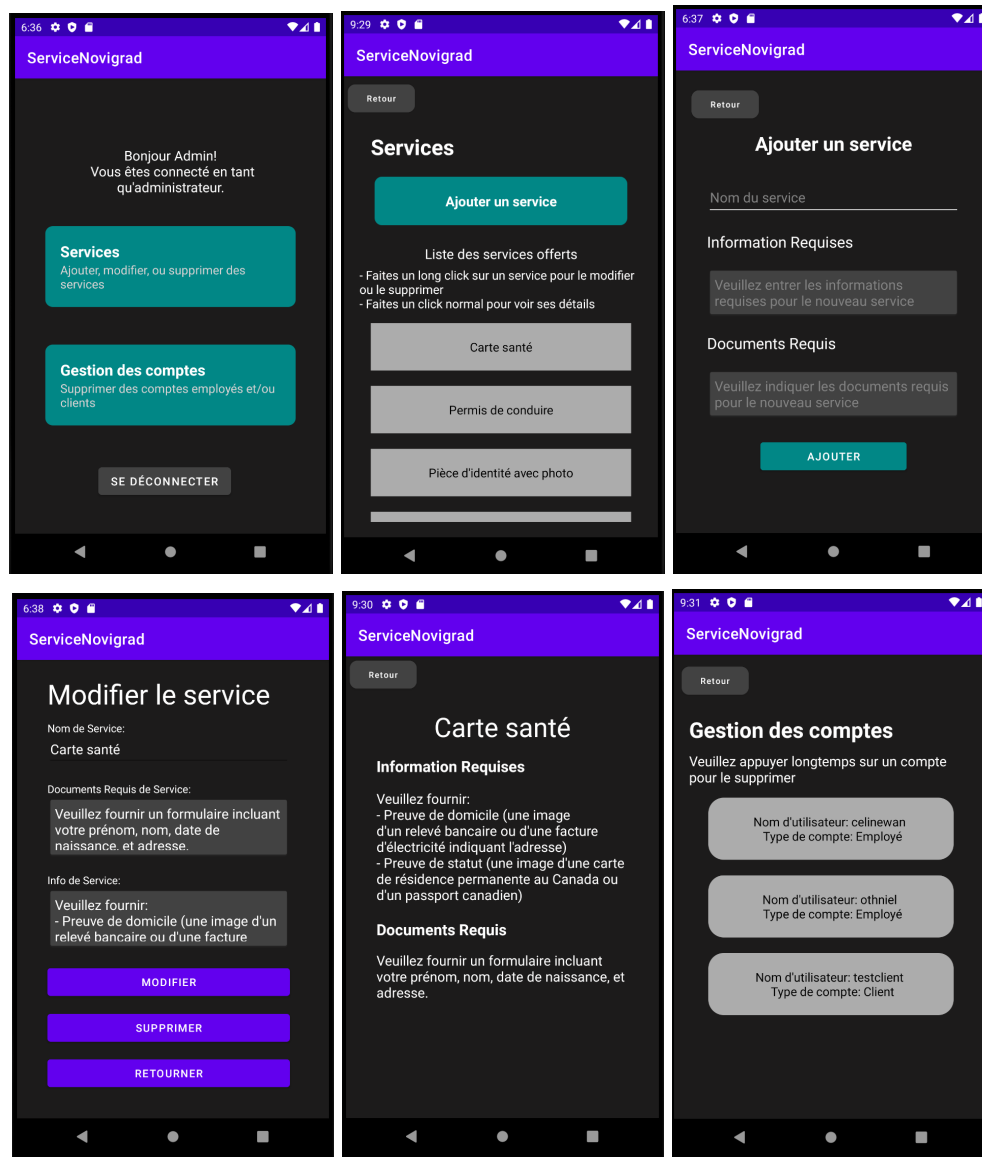 6:36
ServiceNovigrad
Bonjour Admin!
Vous êtes connecté en tant
qu'administrateur.
Services
Ajouter, modifier, ou supprimer des
services
Gestion des comptes
Supprimer des comptes employés et/ou
clients
SE DÉCONNECTER
9:29
ServiceNovigrad
Retour
Services
Ajouter un service
Liste des services offerts
- Faites un long click sur un service pour le modifier
ou le supprimer
- Faites un click normal pour voir ses détails
Carte santé
Permis de conduire
Pièce d'identité avec photo
6:37
ServiceNovigrad
Retour
Ajouter un service
Nom du service
Information Requises
Veuillez entrer les informations
requises pour le nouveau service
Documents Requis
Veuillez indiquer les documents requis
pour le nouveau service
AJOUTER
6:38
ServiceNovigrad
Modifier le service
Nom de Service:
Carte santé
Documents Requis de Service:
Veuillez fournir un formulaire incluant
votre prénom, nom, date de
naissance, et adresse.
Info de Service:
Veuillez fournir:
- Preuve de domicile (une image d'un
relevé bancaire ou d'une facture
MODIFIER
SUPPRIMER
RETOURNER
9:30
ServiceNovigrad
Retour
Carte santé
Information Requises
Veuillez fournir:
- Preuve de domicile (une image
d'un relevé bancaire ou d'une facture
d'électricité indiquant l'adresse)
- Preuve de statut (une image d'une carte
de résidence permanente au Canada ou
d'un passport canadien)
Documents Requis
Veuillez fournir un formulaire incluant
votre prénom, nom, date de naissance, et
adresse.
9:31
ServiceNovigrad
Retour
Gestion des comptes
Veuillez appuyer longtemps sur un compte
pour le supprimer
Nom d'utilisateur: celinewan
Type de compte: Employé
Nom d'utilisateur: othniel
Type de compte: Employé
Nom d'utilisateur: testclient
Type de compte: Client